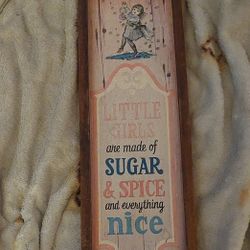 LITTLE
GIRLS
are made of
SUGAR
& SPICE
and everything
nice